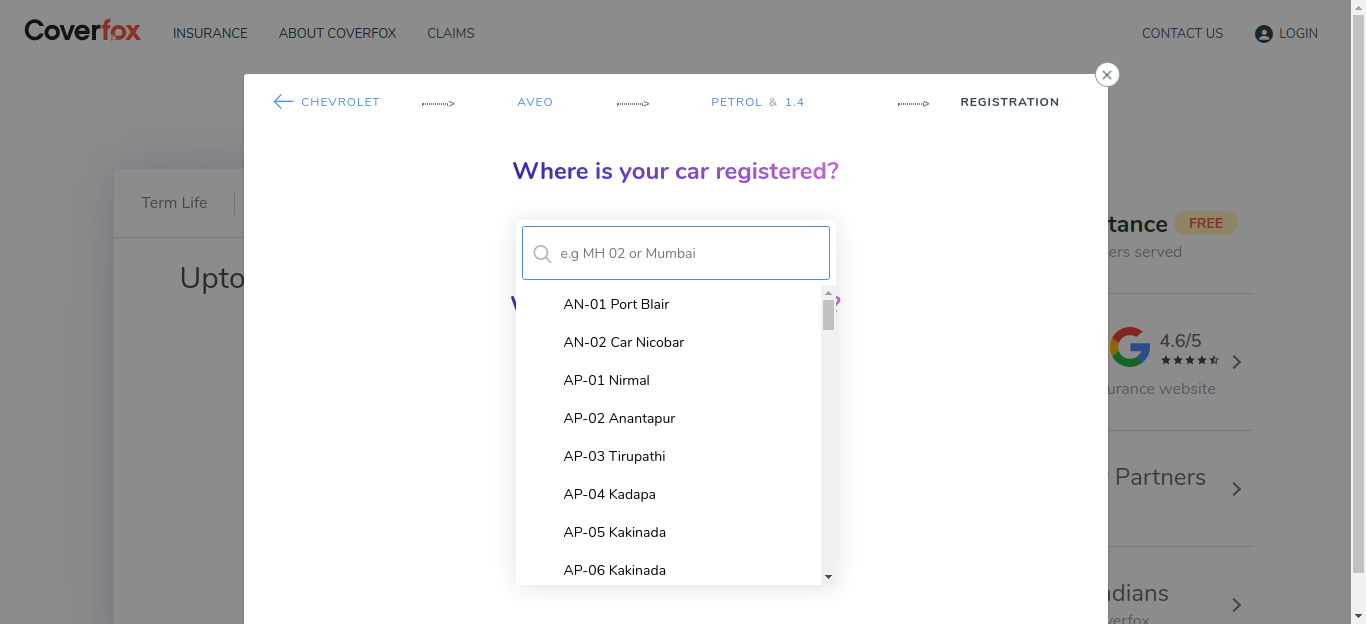 Coverfox INSURANCE ABOUT COVERFOX CLAIMS CONTACT US LOGIN
CHEVROLET AVEO PETROL & 1.4 REGISTRATION
Where is your car registered?
Term Life
tance FREE
ers served
Upto
e.g MH 02 or Mumbai
?
AN-01 Port Blair
AN-02 Car Nicobar
AP-01 Nirmal
AP-02 Anantapur
AP-03 Tirupathi
AP-04 Kadapa
AP-05 Kakinada
AP-06 Kakinada
4.6/5
urance website
Partners
dians
verfox